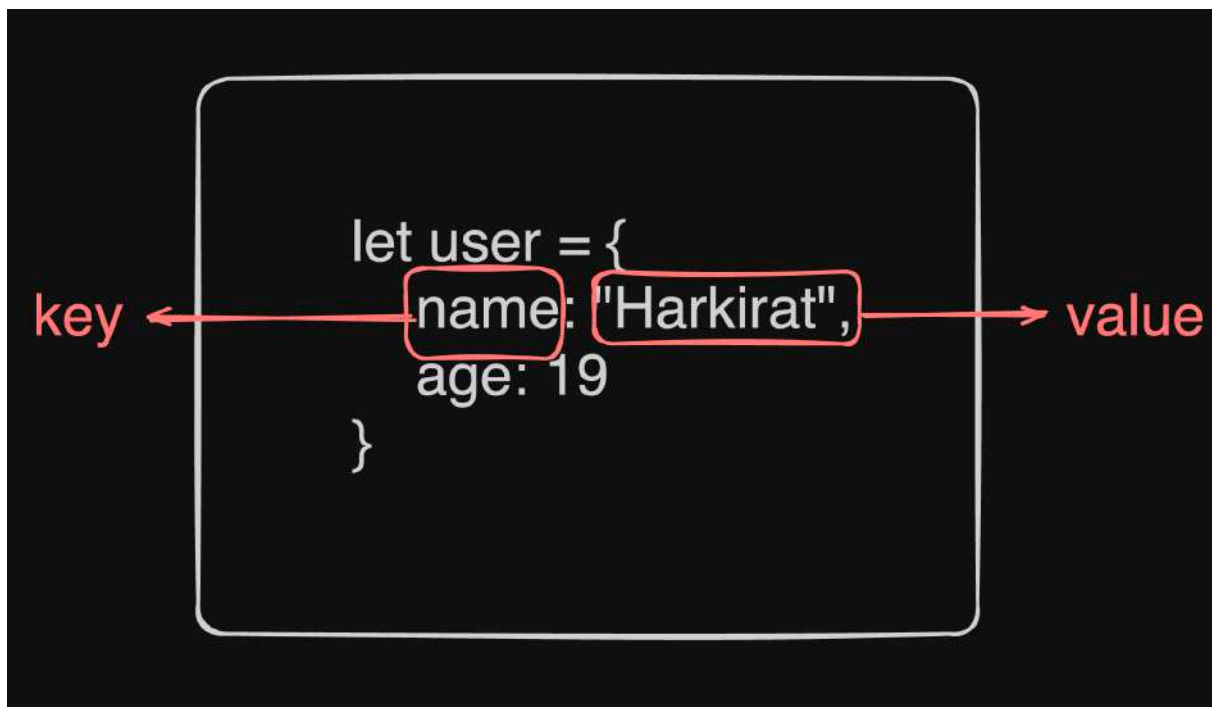 let user = {
key name: "Harkirat", value
age: 19
}